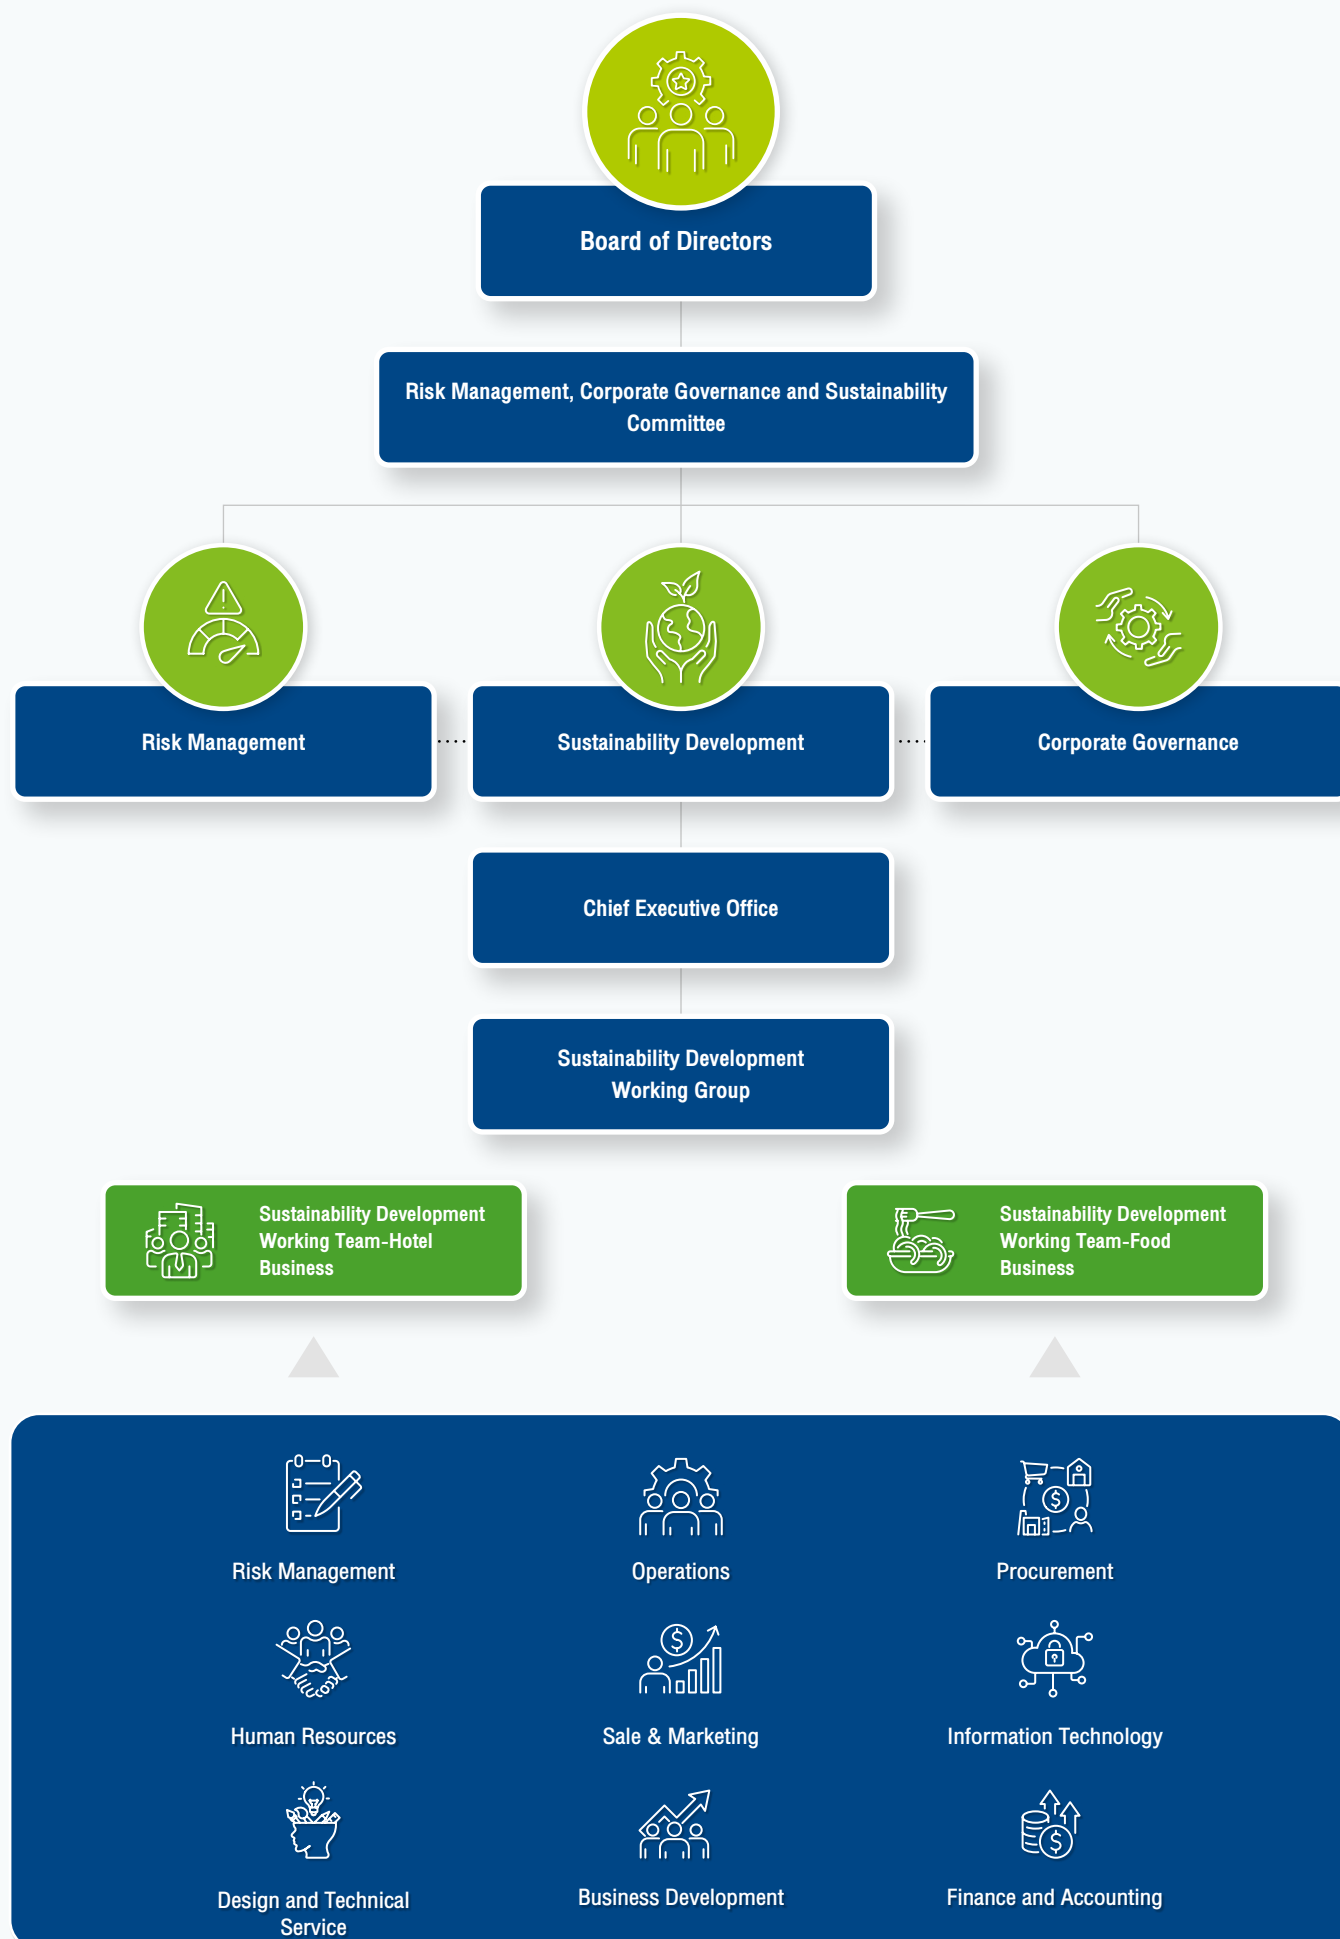 Board of Directors
Risk Management, Corporate Governance and Sustainability
Committee
Risk Management
Sustainability Development
Corporate Governance
Chief Executive Office
Sustainability Development
Working Group
Sustainability Development
Working Team-Hotel
Business
Sustainability Development
Working Team-Food
Business
Risk Management
Operations
Procurement
Human Resources
Sale & Marketing
Information Technology
Design and Technical
Service
Business Development
Finance and Accounting